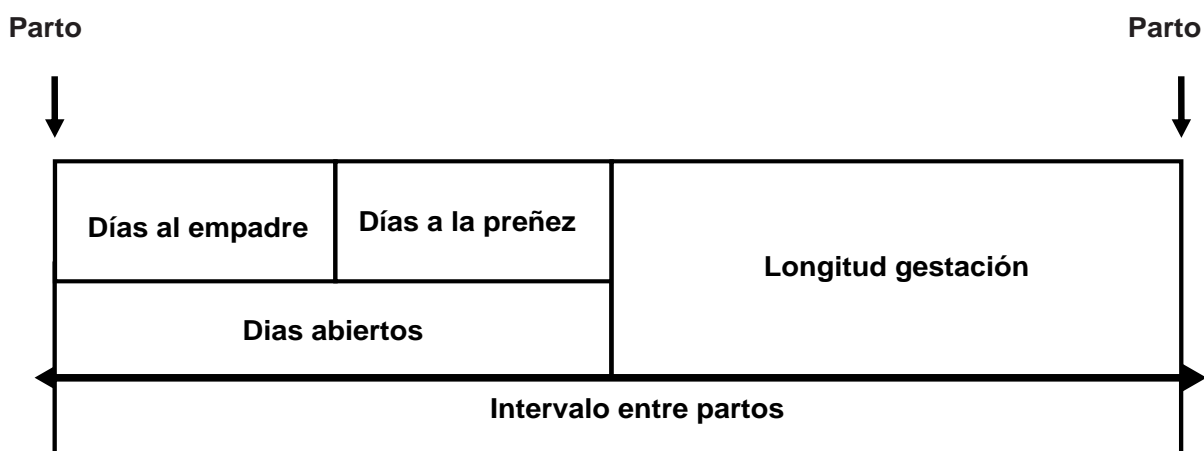 Parto
Parto
Días al empadre
Días a la preñez
Longitud gestación
Dias abiertos
Intervalo entre partos